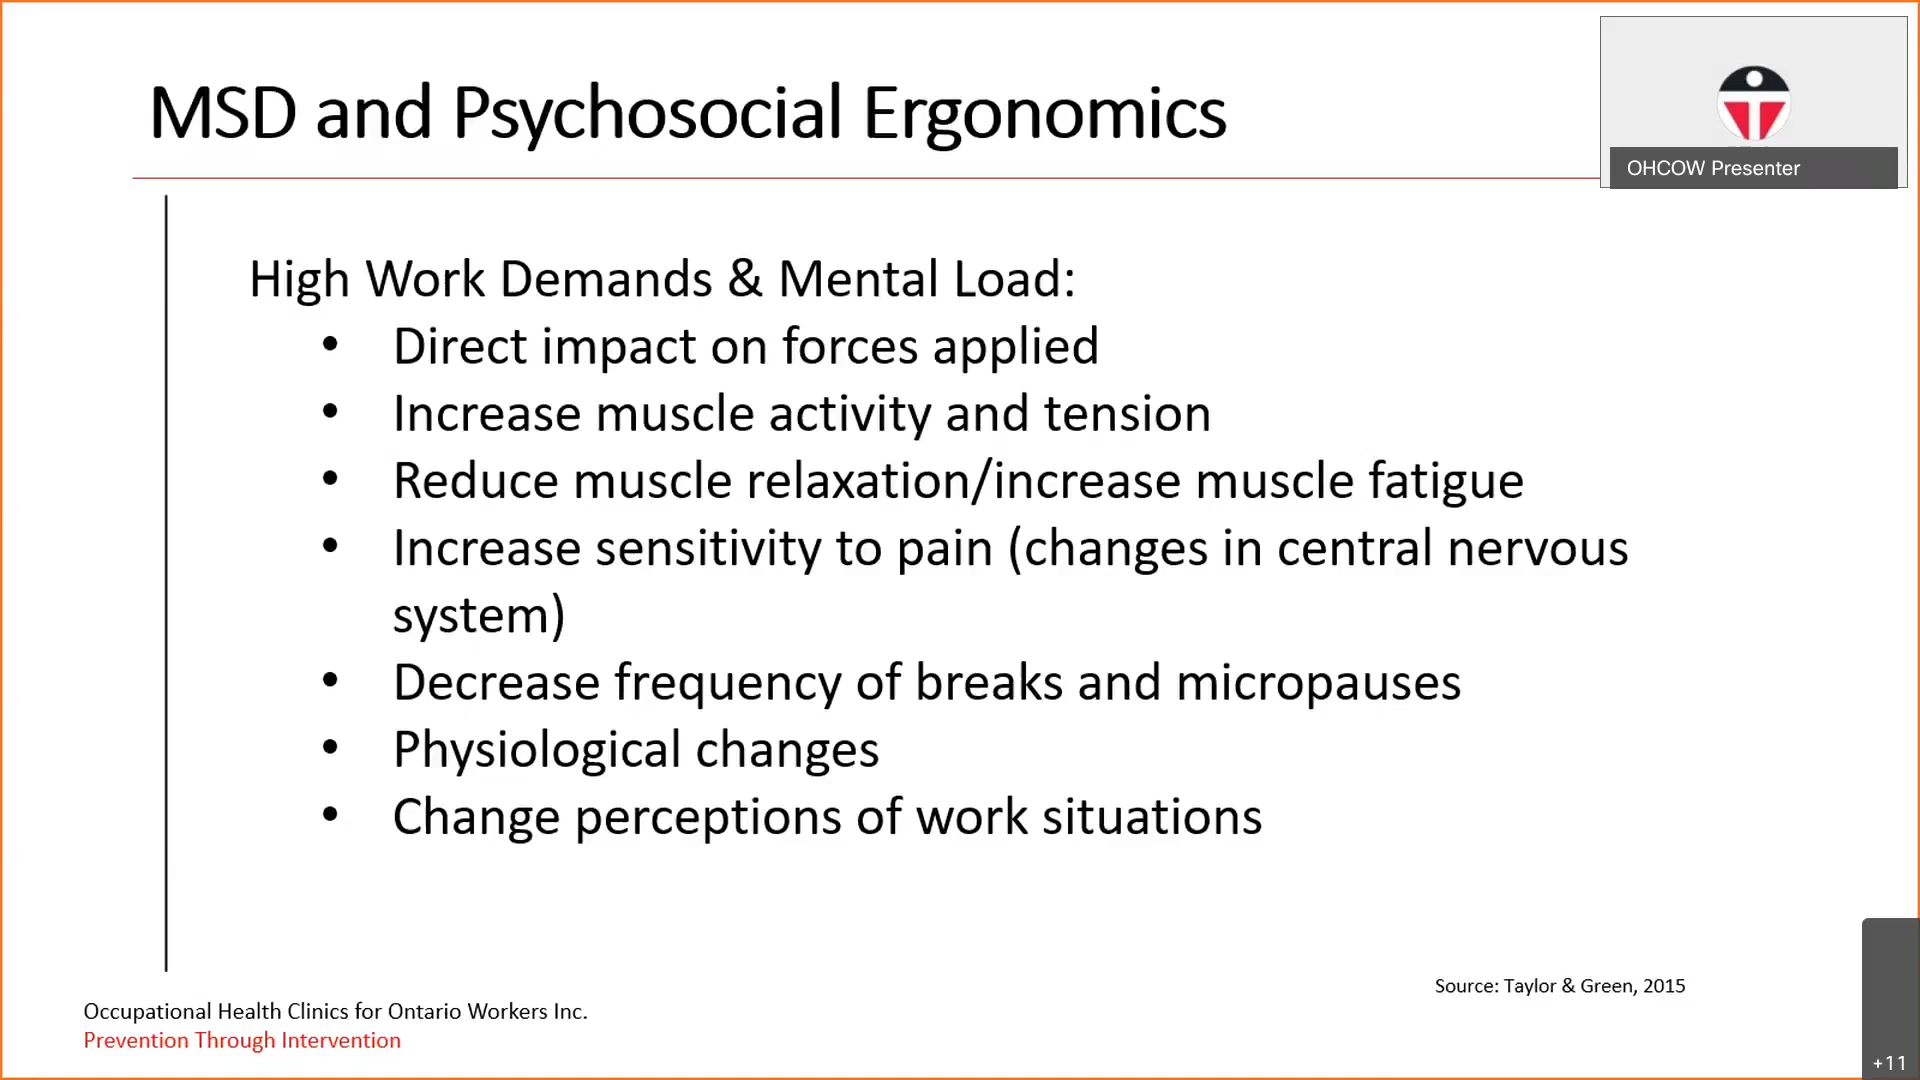 MSD and Psychosocial Ergonomics
OHCOW Presenter
High Work Demands & Mental Load:
• Direct impact on forces applied
• Increase muscle activity and tension
• Reduce muscle relaxation/increase muscle fatigue
• Increase sensitivity to pain (changes in central nervous
system)
• Decrease frequency of breaks and micropauses
• Physiological changes
• Change perceptions of work situations
Source: Taylor & Green, 2015
Occupational Health Clinics for Ontario Workers Inc.
Prevention Through Intervention
+11